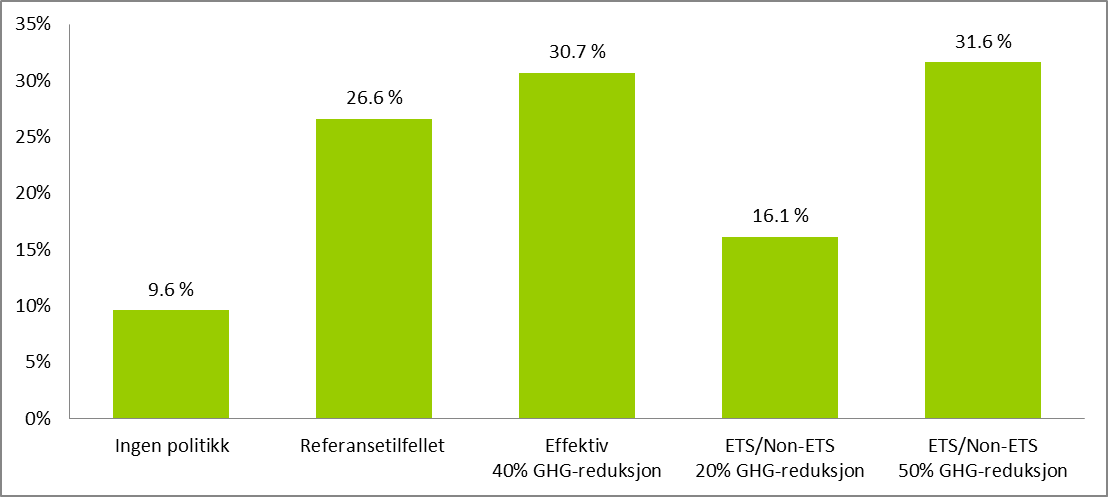 35%
30%
25%
20%
15%
10%
5%
0%
9.6 %
26.6 %
30.7 %
16.1 %
31.6 %
Ingen politikk
Referansetilfellet
Effektiv
40% GHG-reduksjon
ETS/Non-ETS
20% GHG-reduksjon
ETS/Non-ETS
50% GHG-reduksjon